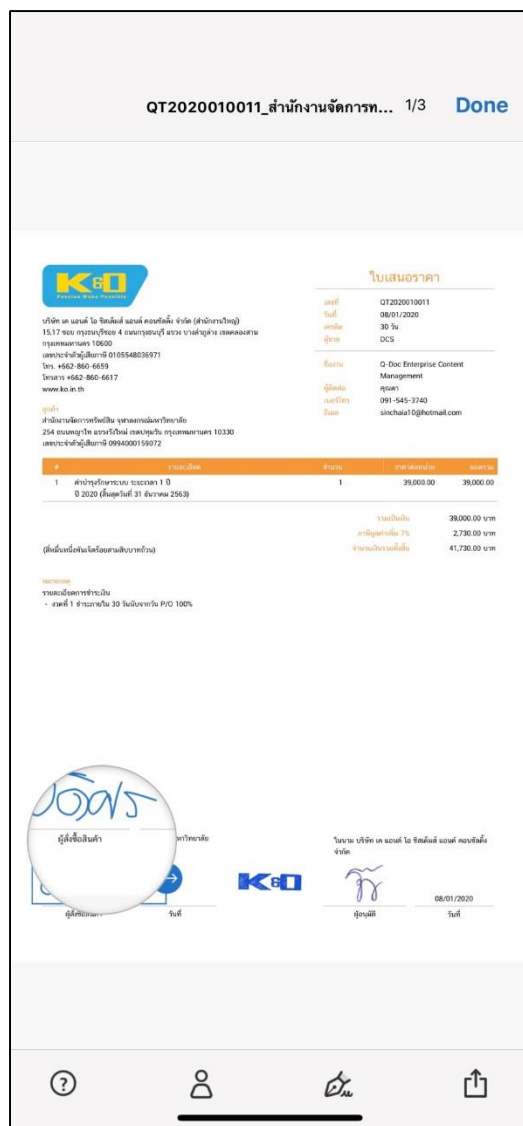 QT2020010011_สำนักงานจัดการท... 1/3 Done
K&O
Passion Make Possible
ใบเสนอราคา
บริษัท เค แอนด์ โอ ซิสเต็มส์ แอนด์ คอนซัลติ้ง จำกัด (สำนักงานใหญ่)
15,17 ซอย กรุงธนบุรีซอย 4 ถนนกรุงธนบุรี แขวง บางลำภูล่าง เขตคลองสาน
กรุงเทพมหานคร 10600
เลขประจำตัวผู้เสียภาษี 0105548036971
โทร. +662-860-6659
โทรสาร +662-860-6617
www.ko.in.th
เลขที่ QT2020010011
วันที่ 08/01/2020
เครดิต 30 วัน
ผู้ขาย DCS
ชื่องาน Q-Doc Enterprise Content
Management
ผู้ติดต่อ
เบอร์โทร 091-545-3740
อีเมล sinchaia10@hotmail.com
ลูกค้า
สำนักงานจัดการทรัพย์สิน จุฬาลงกรณ์มหาวิทยาลัย
254 ถนนพญาไท แขวงวังใหม่ เขตปทุมวัน กรุงเทพมหานคร 10330
เลขประจำตัวผู้เสียภาษี 0994000159072
# รายละเอียด จำนวน ราคาต่อหน่วย ยอดรวม
1 ค่าบำรุงรักษาระบบ ระยะเวลา 1 ปี 1 39,000.00 39,000.00
ปี 2020 (สิ้นสุดวันที่ 31 ธันวาคม 2563)
รวมเป็นเงิน 39,000.00 บาท
ภาษีมูลค่าเพิ่ม 7% 2,730.00 บาท
(สี่หมื่นหนึ่งพันเจ็ดร้อยสามสิบบาทถ้วน) จำนวนเงินรวมทั้งสิ้น 41,730.00 บาท
หมายเหตุ
รายละเอียดการชำระเงิน
- งวดที่ 1 ชำระภายใน 30 วันนับจากวัน P/O 100%
ผู้สั่งซื้อสินค้า
หาวิทยาลัย
ในนาม บริษัท เค แอนด์ โอ ซิสเต็มส์ แอนด์ คอนซัลติ้ง
จำกัด
K&O
08/01/2020
ผู้สั่งซื้อสินค้า วันที่ ผู้อนุมัติ วันที่